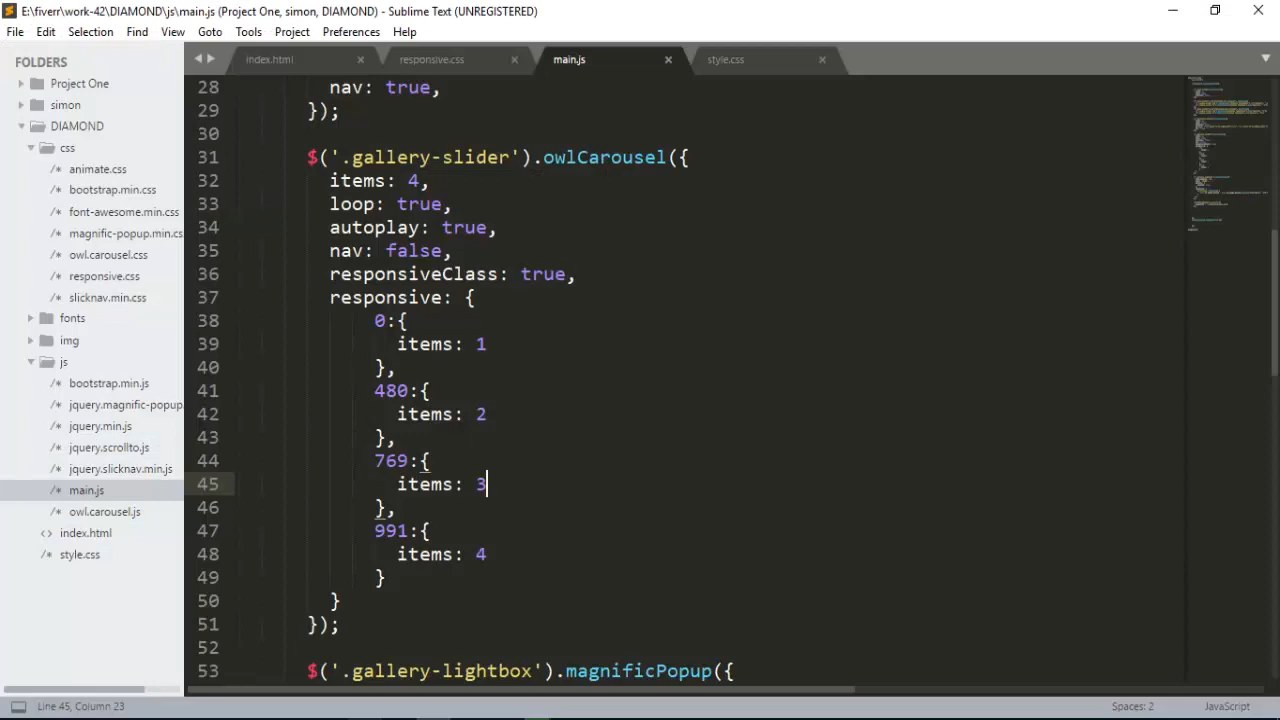 E:\fiverr\work-42\DIAMOND\js\main.js (Project One, simon, DIAMOND) - Sublime Text (UNREGISTERED)
File Edit Selection Find View Goto Tools Project Preferences Help
FOLDERS
Project One
simon
DIAMOND
css
/* animate.css
/* bootstrap.min.css
/* font-awesome.min.css
/* magnific-popup.min.cs
/* owl.carousel.css
/* responsive.css
/* slicknav.min.css
fonts
img
js
/* bootstrap.min.js
/* jquery.magnific-popup
/* jquery.min.js
/* jquery.scrollto.js
/* jquery.slicknav.min.js
/* main.js
/* owl.carousel.js
<> index.html
/* style.css
index.html responsive.css main.js style.css
28 nav: true,
29 });
30
31 $('.gallery-slider').owlCarousel({
32 items: 4,
33 loop: true,
34 autoplay: true,
35 nav: false,
36 responsiveClass: true,
37 responsive: {
38 0:{
39 items: 1
40 },
41 480:{
42 items: 2
43 },
44 769:{
45 items: 3
46 },
47 991:{
48 items: 4
49 }
50 }
51 });
52
53 $('.gallery-lightbox').magnificPopup({
Line 45, Column 23 Spaces: 2 JavaScript